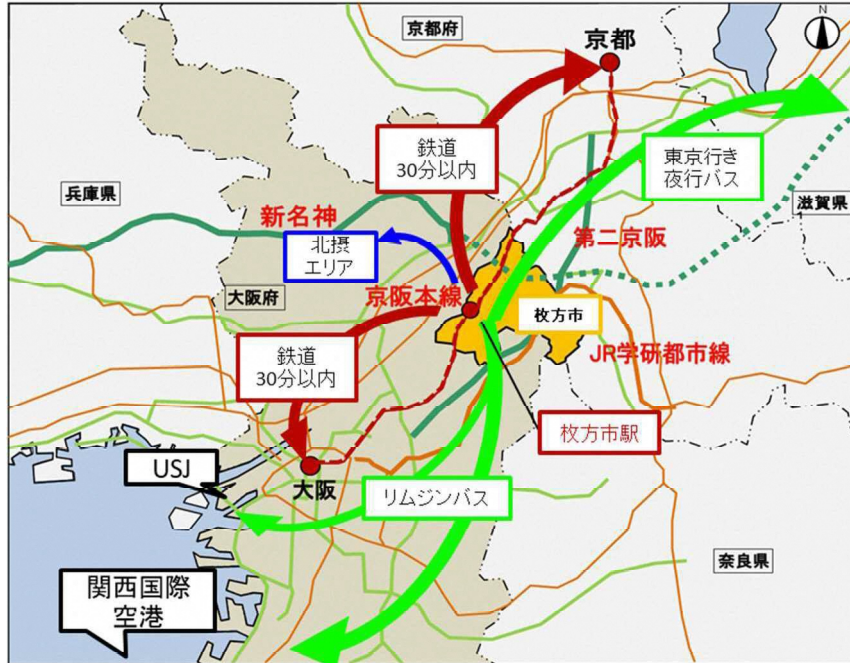 N
京都府
京都
鉄道
30分以内
東京行き
夜行バス
兵庫県
滋賀県
新名神
第二京阪
北摂
エリア
大阪府
京阪本線
枚方市
JR学研都市線
鉄道
30分以内
枚方市駅
USJ
大阪
リムジンバス
奈良県
関西国際
空港